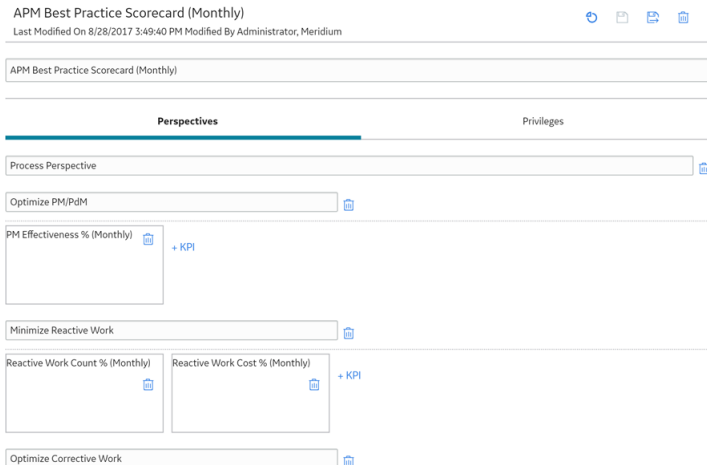 APM Best Practice Scorecard (Monthly)
Last Modified On 8/28/2017 3:49:40 PM Modified By Administrator, Meridium
APM Best Practice Scorecard (Monthly)
Perspectives
Privileges
Process Perspective
Optimize PM/PdM
PM Effectiveness % (Monthly)
+ KPI
Minimize Reactive Work
Reactive Work Count % (Monthly)
Reactive Work Cost % (Monthly)
+ KPI
Optimize Corrective Work